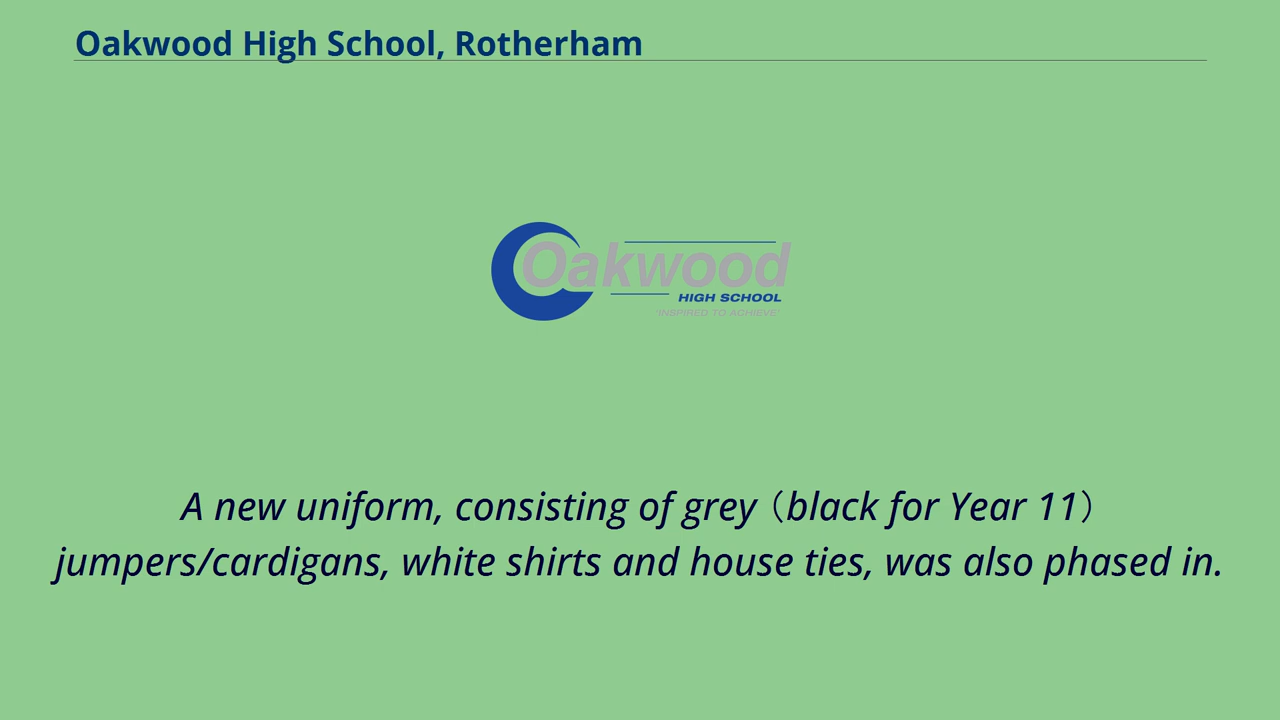 Oakwood High School, Rotherham
Oakwood
HIGH SCHOOL
'INSPIRED TO ACHIEVE'
A new uniform, consisting of grey（black for Year 11）
jumpers/cardigans, white shirts and house ties, was also phased in.